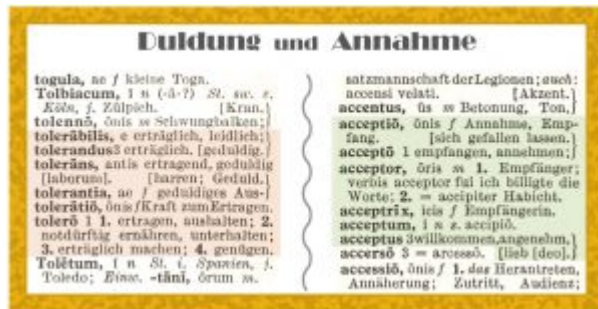 Duldung und Annahme
togula, ae f kleine Toga.
Tolbiacum, I n (-ā-?) St. sw. v.
Köln, j. Zülpich. [Kran.}
tolennō, ōnis m Schwungbalken;}
tolerābilis, e erträglich, leidlich;}
tolerandus 3 erträglich. [geduldig.}
tolerāns, antis ertragend, geduldig
[laborum]. [harren; Geduld.}
tolerantia, ae f geduldiges Aus-}
tolerātiō, ōnis f Kraft zum Ertragen.
tolerō 1 1. ertragen, aushalten; 2.
notdürftig ernähren, unterhalten;
3. erträglich machen; 4. genügen.
Tolētum, I n St. i. Spanien, j.
Toledo; Einw. -tānī, ōrum m.
satzmannschaft der Legionen; auch:
accensi velati. [Akzent.}
accentus, ūs m Betonung, Ton,}
acceptiō, ōnis f Annahme, Emp-
fang. [sich gefallen lassen.}
acceptō 1 empfangen, annehmen;}
acceptor, ōris m 1. Empfänger;
verbis acceptor fui ich billigte die
Worte; 2. = accipiter Habicht.
acceptrīx, icis f Empfängerin.
acceptum, I n s. accipiō.
acceptus 3 willkommen, angenehm,}
accersō 3 = arcessō. [lieb [deo].}
accessiō, ōnis f 1. das Herantreten,
Annäherung; Zutritt, Audienz;